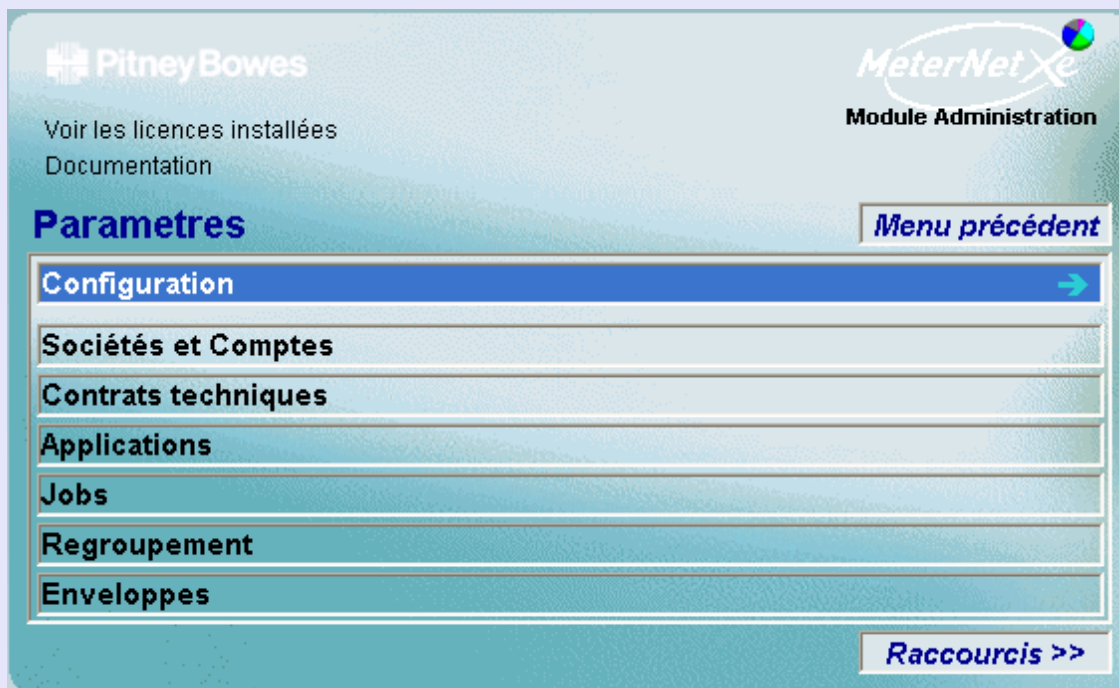 Pitney Bowes
MeterNet Xe
Voir les licences installées
Module Administration
Documentation
Parametres
Menu précédent
Configuration
Sociétés et Comptes
Contrats techniques
Applications
Jobs
Regroupement
Enveloppes
Raccourcis >>